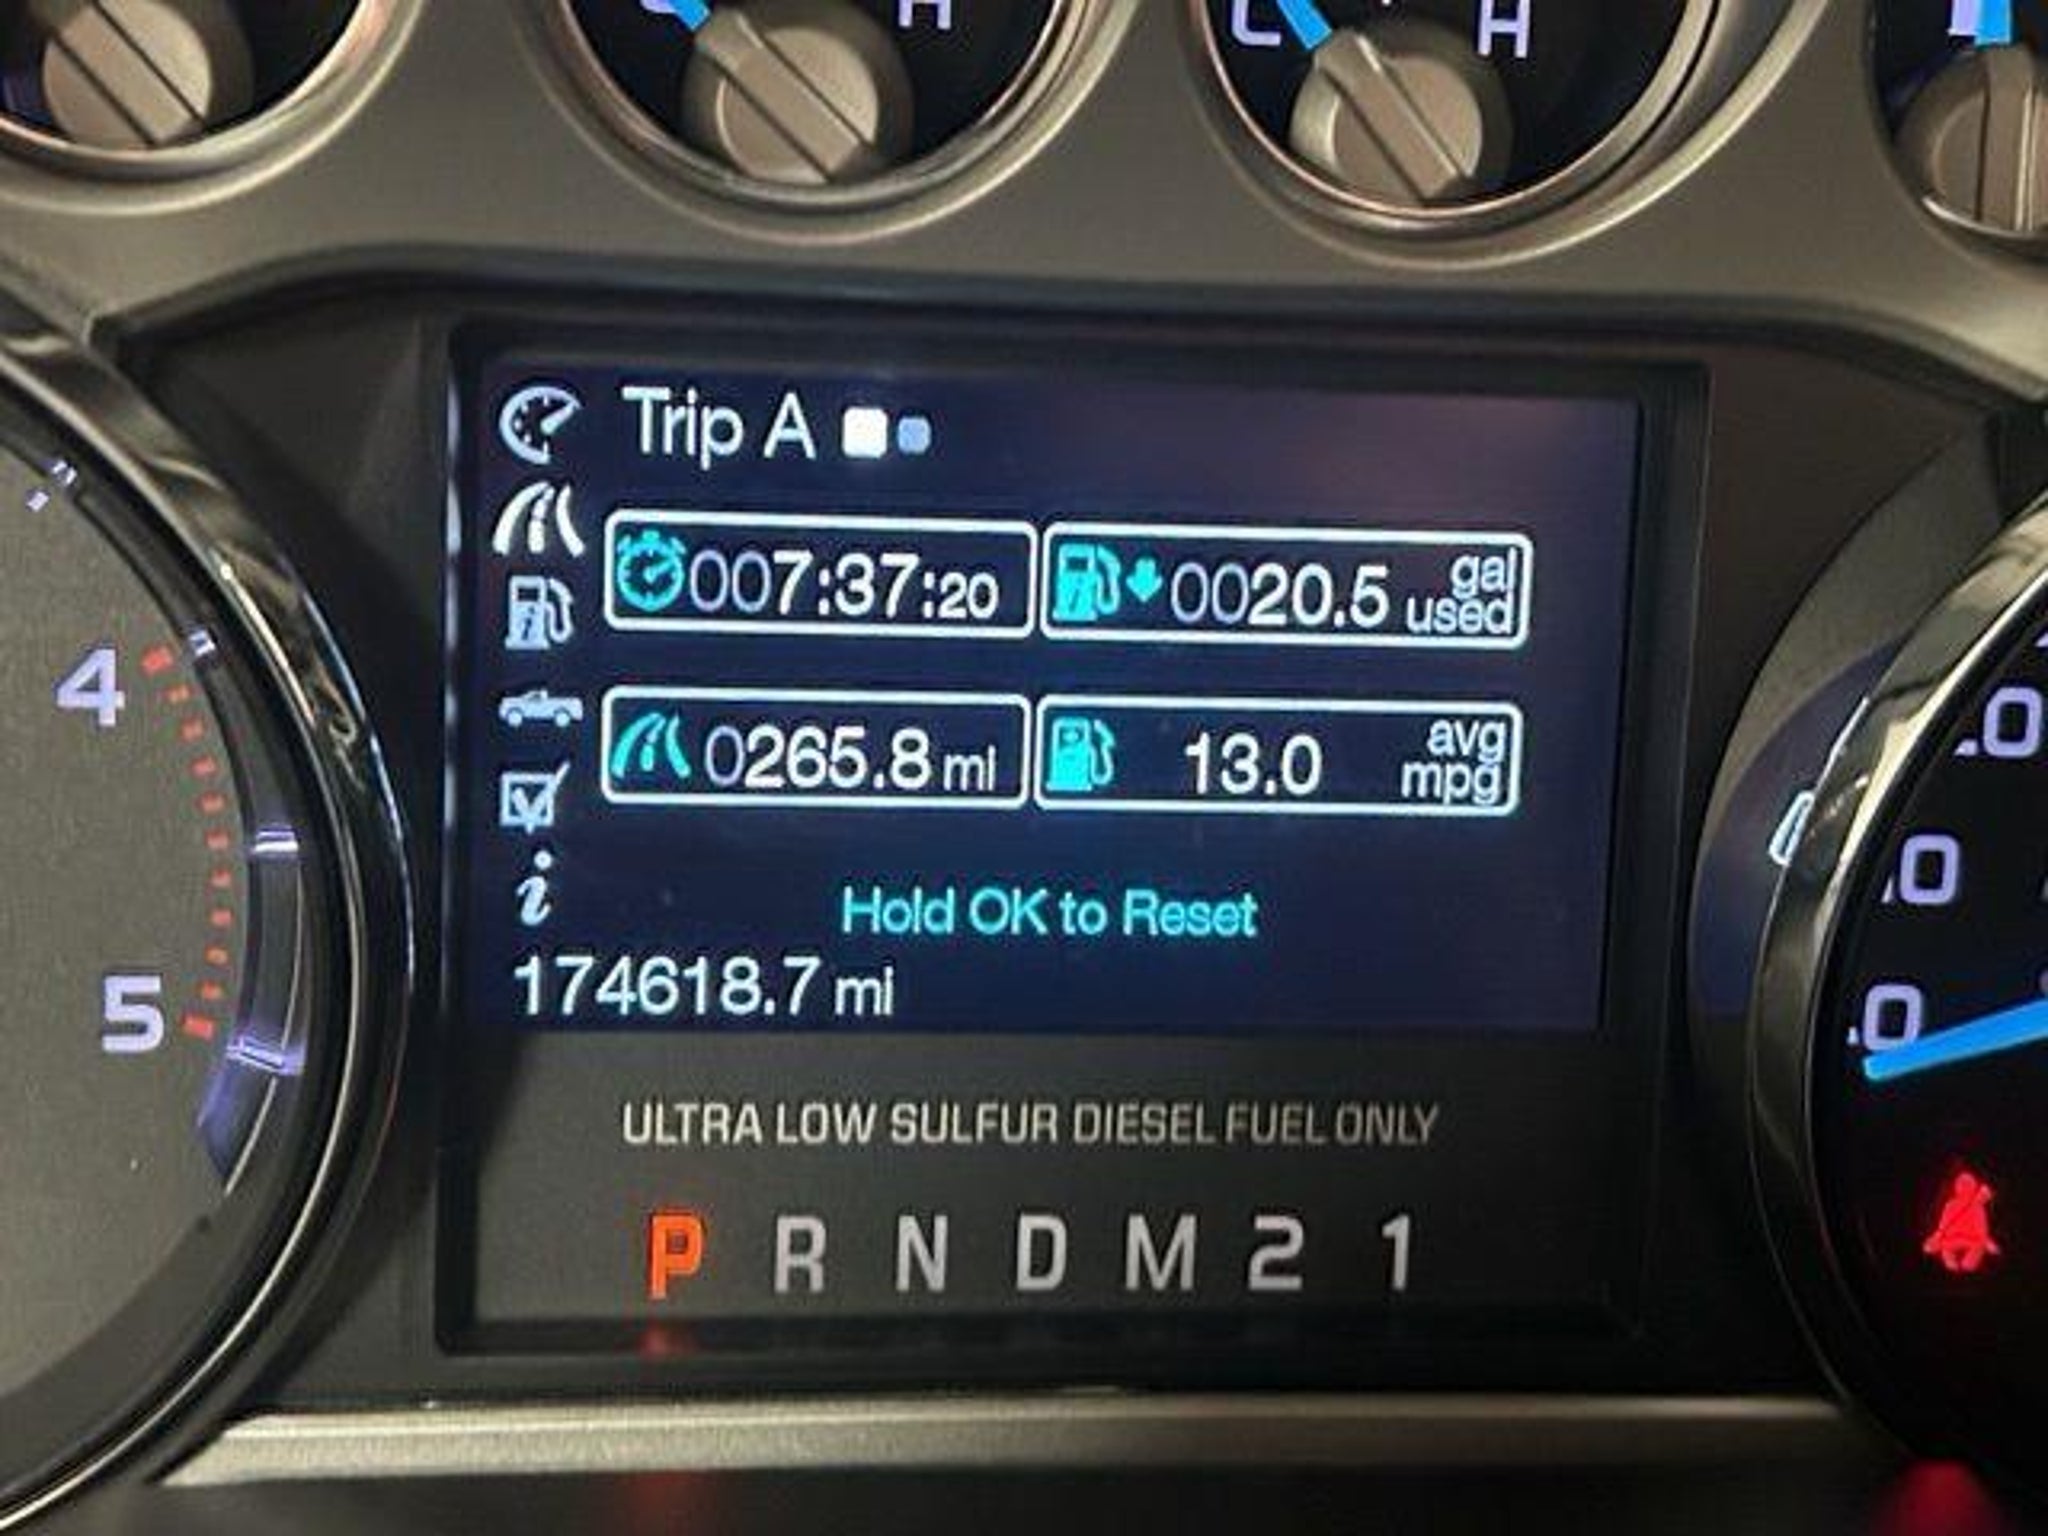 H
C H
Trip A
007:37:20
0020.5 gal used
0265.8 mi
13.0 avg mpg
Hold OK to Reset
174618.7 mi
4
5
ULTRA LOW SULFUR DIESEL FUEL ONLY
P R N D M 2 1